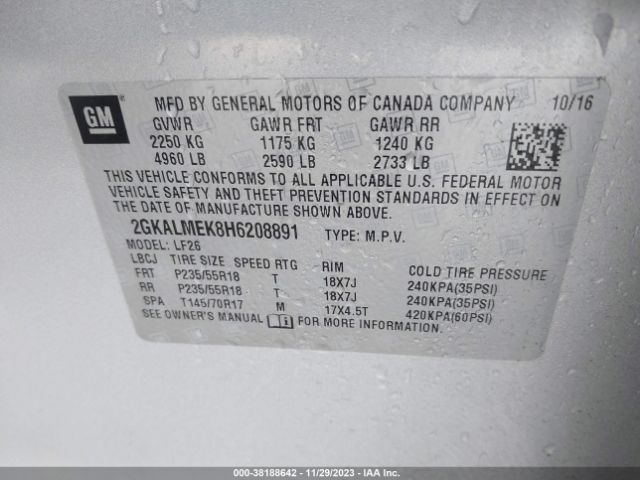 GM
MFD BY GENERAL MOTORS OF CANADA COMPANY 10/16
GVWR GAWR FRT GAWR RR
2250 KG 1175 KG 1240 KG
4960 LB 2590 LB 2733 LB
THIS VEHICLE CONFORMS TO ALL APPLICABLE U.S. FEDERAL MOTOR
VEHICLE SAFETY AND THEFT PREVENTION STANDARDS IN EFFECT ON
THE DATE OF MANUFACTURE SHOWN ABOVE.
2GKALMEK8H6208891 TYPE: M.P.V.
MODEL: LF26
LBCJ TIRE SIZE SPEED RTG RIM COLD TIRE PRESSURE
FRT P235/55R18 T 18X7J 240KPA(35PSI)
RR P235/55R18 T 18X7J 240KPA(35PSI)
SPA T145/70R17 M 17X4.5T 420KPA(60PSI)
SEE OWNER'S MANUAL FOR MORE INFORMATION.
000-38188642 - 11/29/2023 - IAA Inc.